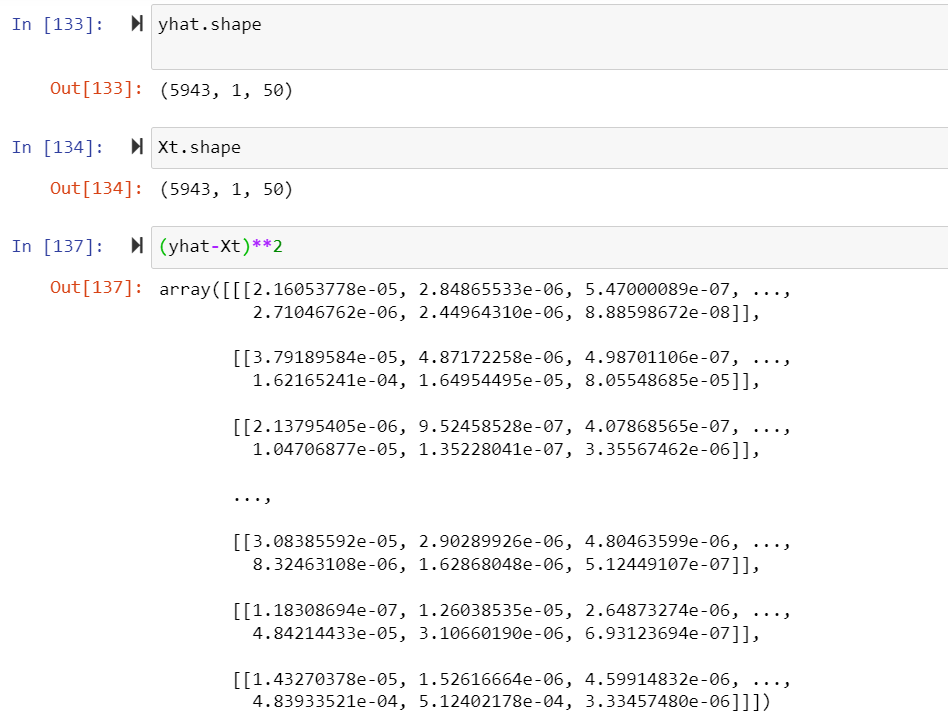 In [133]: yhat.shape
Out[133]: (5943, 1, 50)
In [134]: Xt.shape
Out[134]: (5943, 1, 50)
In [137]: (yhat-Xt)**2
Out[137]: array([[[2.16053778e-05, 2.84865533e-06, 5.47000089e-07, ...,
2.71046762e-06, 2.44964310e-06, 8.88598672e-08]],
[[3.79189584e-05, 4.87172258e-06, 4.98701106e-07, ...,
1.62165241e-04, 1.64954495e-05, 8.05548685e-05]],
[[2.13795405e-06, 9.52458528e-07, 4.07868565e-07, ...,
1.04706877e-05, 1.35228041e-07, 3.35567462e-06]],
...,
[[3.08385592e-05, 2.90289926e-06, 4.80463599e-06, ...,
8.32463108e-06, 1.62868048e-06, 5.12449107e-07]],
[[1.18308694e-07, 1.26038535e-05, 2.64873274e-06, ...,
4.84214433e-05, 3.10660190e-06, 6.93123694e-07]],
[[1.43270378e-05, 1.52616664e-06, 4.59914832e-06, ...,
4.83933521e-04, 5.12402178e-04, 3.33457480e-06]]])